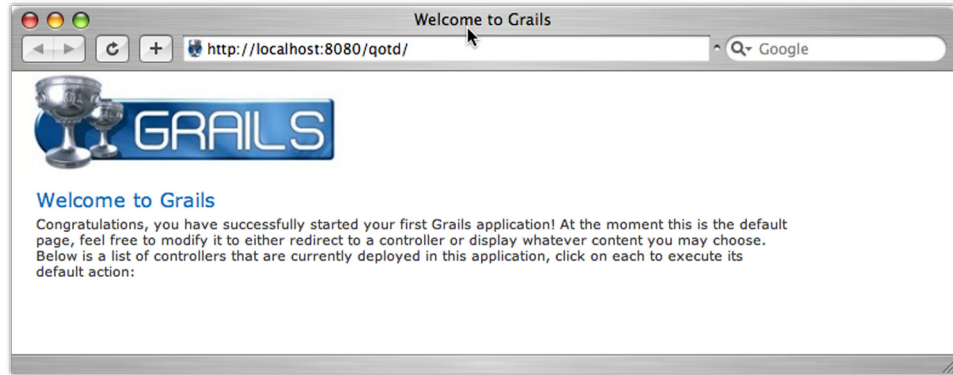 Welcome to Grails
http://localhost:8080/qotd/
Google
GRAILS
Welcome to Grails
Congratulations, you have successfully started your first Grails application! At the moment this is the default
page, feel free to modify it to either redirect to a controller or display whatever content you may choose.
Below is a list of controllers that are currently deployed in this application, click on each to execute its
default action: